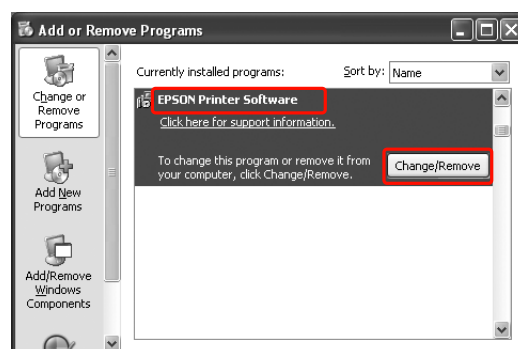 Add or Remove Programs
Change or
Remove
Programs
Add New
Programs
Add/Remove
Windows
Components
Currently installed programs:
Sort by:
Name
EPSON Printer Software
Click here for support information.
To change this program or remove it from
your computer, click Change/Remove.
Change/Remove